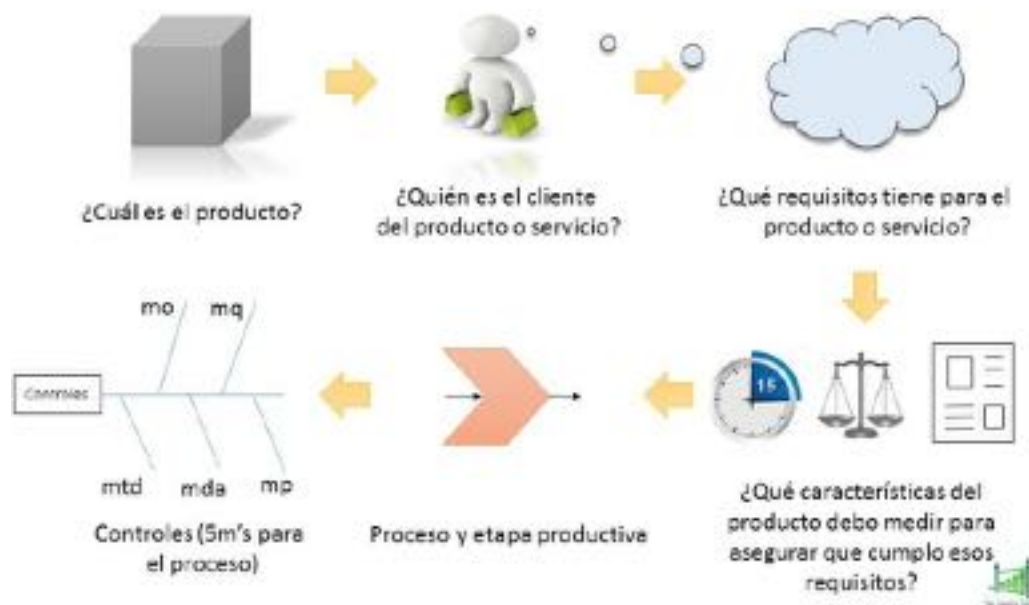 ¿Cuál es el producto?
¿Quién es el cliente
del producto o servicio?
¿Qué requisitos tiene para el
producto o servicio?
15
¿Qué características del
producto debo medir para
asegurar que cumplo esos
requisitos?
Proceso y etapa productiva
mo mq
Controles
mtd mda mp
Controles (5m's para
el proceso)